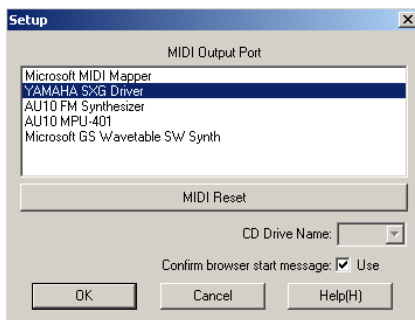 Setup
MIDI Output Port
Microsoft MIDI Mapper
YAMAHA SXG Driver
AU10 FM Synthesizer
AU10 MPU-401
Microsoft GS Wavetable SW Synth
MIDI Reset
CD Drive Name:
Confirm browser start message: Use
OK Cancel Help(H)